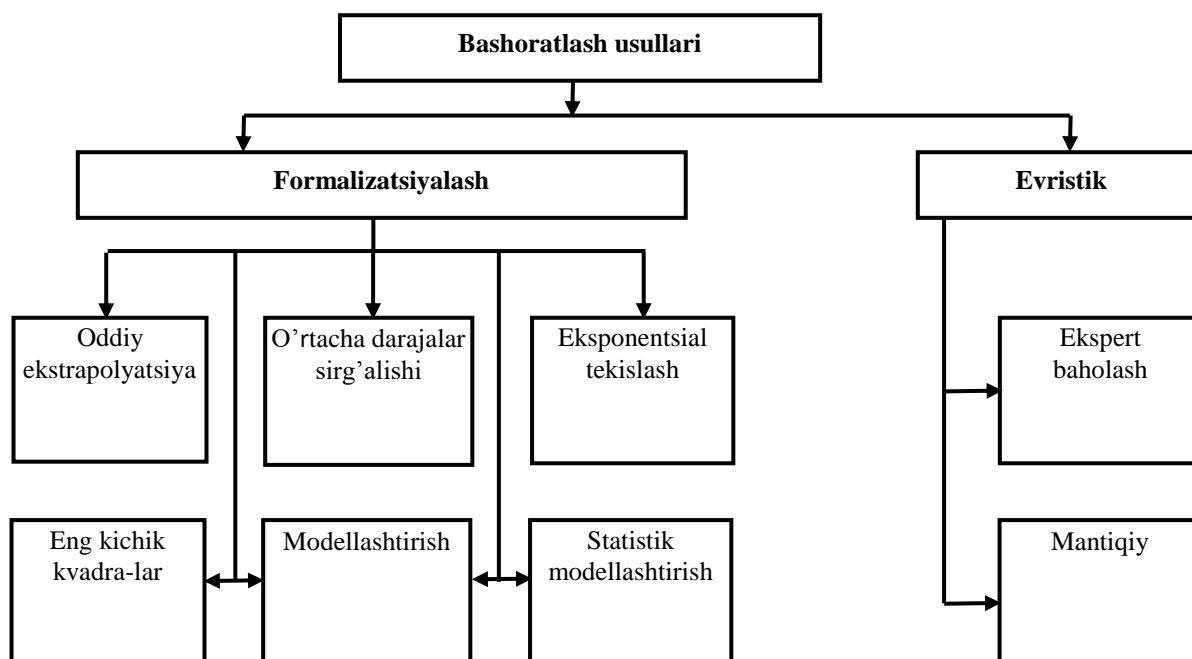 Bashoratlash usullari
Formalizatsiyalash
Evristik
Oddiy
ekstrapolyatsiya
O’rtacha darajalar
sirg’alishi
Eksponentsial
tekislash
Ekspert
baholash
Eng kichik
kvadra-lar
Modellashtirish
Statistik
modellashtirish
Mantiqiy